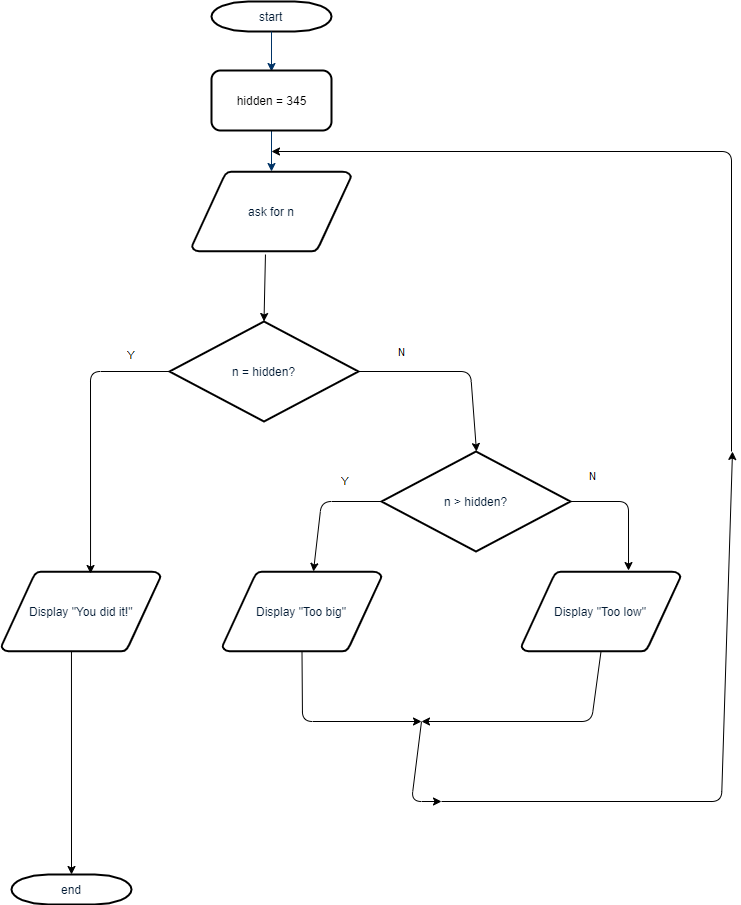 start
hidden = 345
ask for n
Y
N
n = hidden?
Y
N
n > hidden?
Display "You did it!"
Display "Too big"
Display "Too low"
end